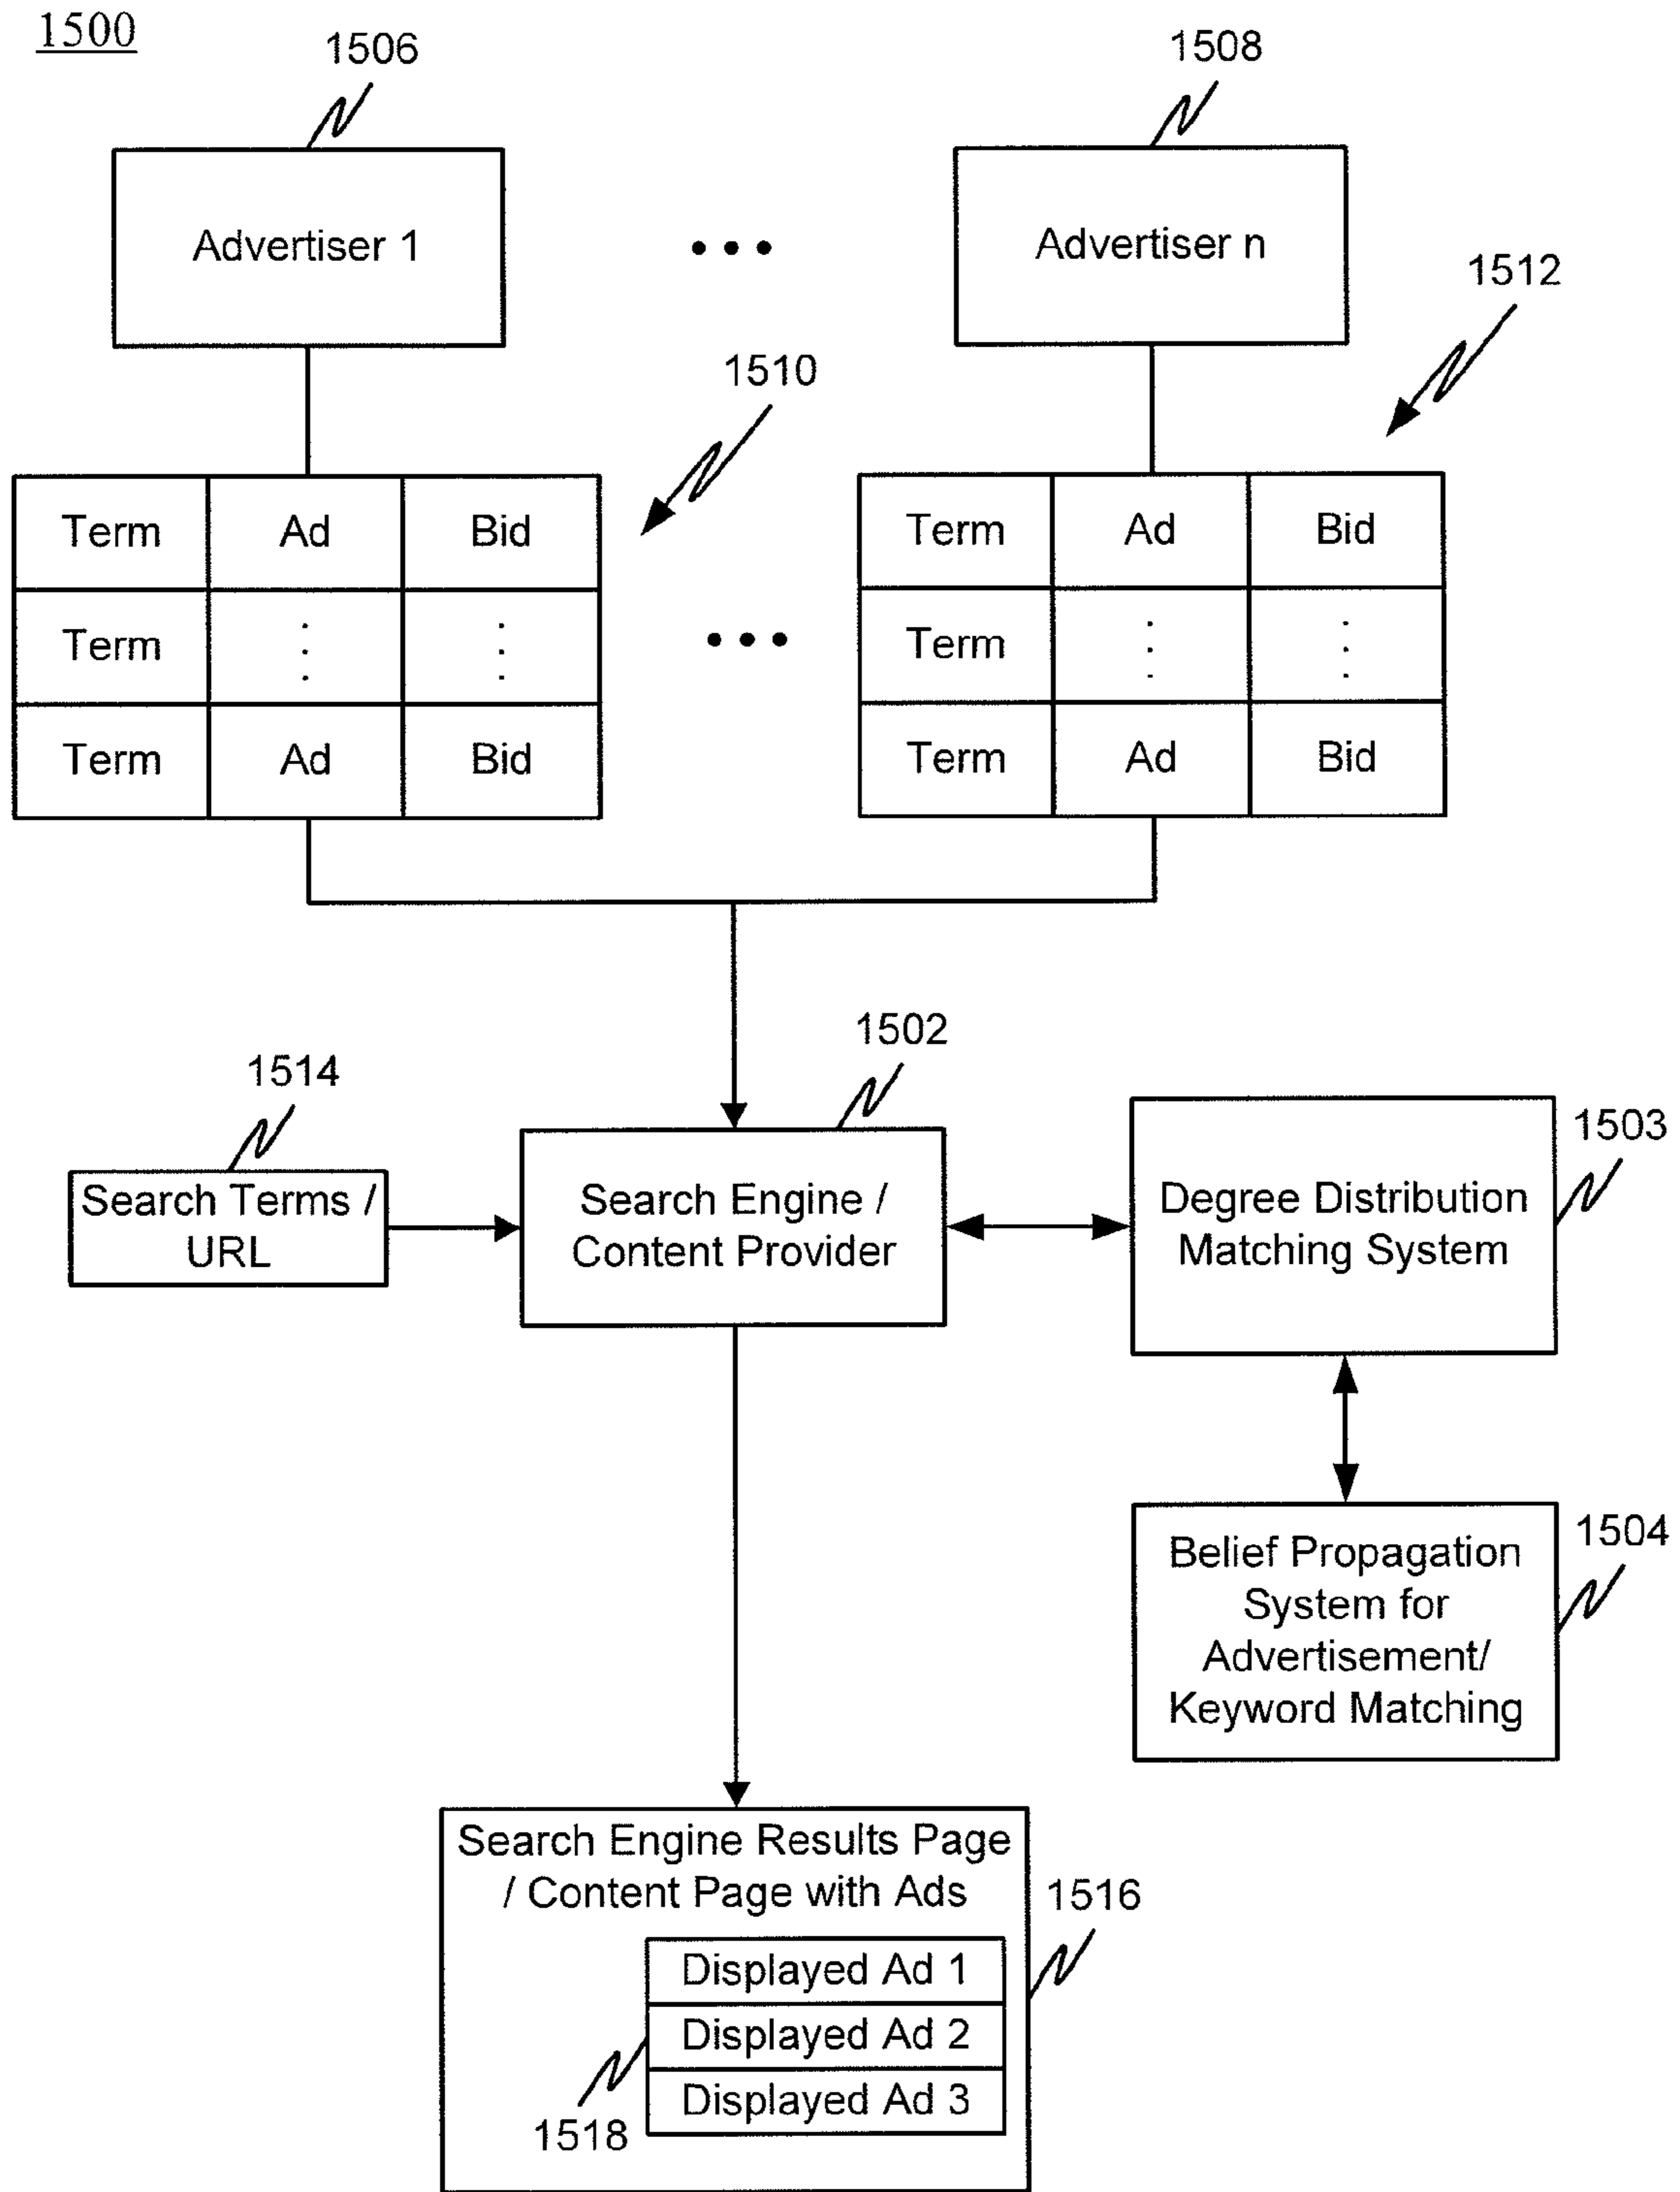 1500
1506
1508
Advertiser 1
Advertiser n
1512
1510
Term Ad Bid
Term
Term Ad Bid
Term Ad Bid
Term
Term Ad Bid
1502
1514
1503
Search Terms /
URL
Search Engine /
Content Provider
Degree Distribution
Matching System
1504
Belief Propagation
System for
Advertisement/
Keyword Matching
Search Engine Results Page
/ Content Page with Ads
1516
Displayed Ad 1
Displayed Ad 2
Displayed Ad 3
1518